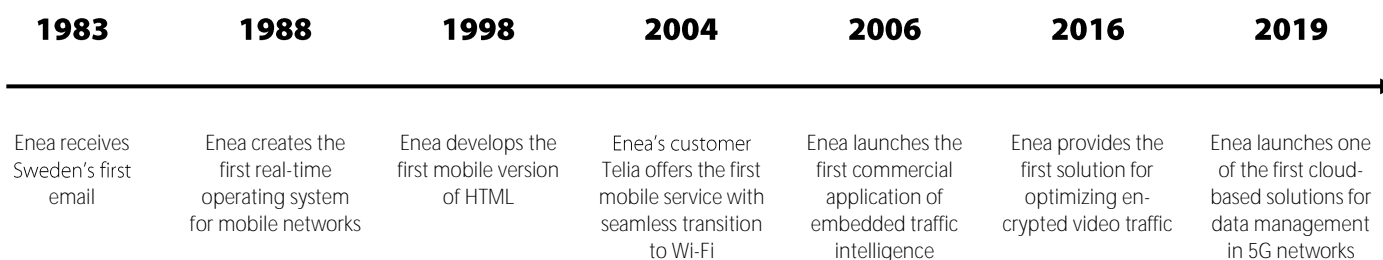 1983
Enea receives
Sweden's first
email
1988
Enea creates the
first real-time
operating system
for mobile networks
1998
Enea develops the
first mobile version
of HTML
2004
Enea's customer
Telia offers the first
mobile service with
seamless transition
to Wi-Fi
2006
Enea launches the
first commercial
application of
embedded traffic
intelligence
2016
Enea provides the
first solution for
optimizing en-
crypted video traffic
2019
Enea launches one
of the first cloud-
based solutions for
data management
in 5G networks